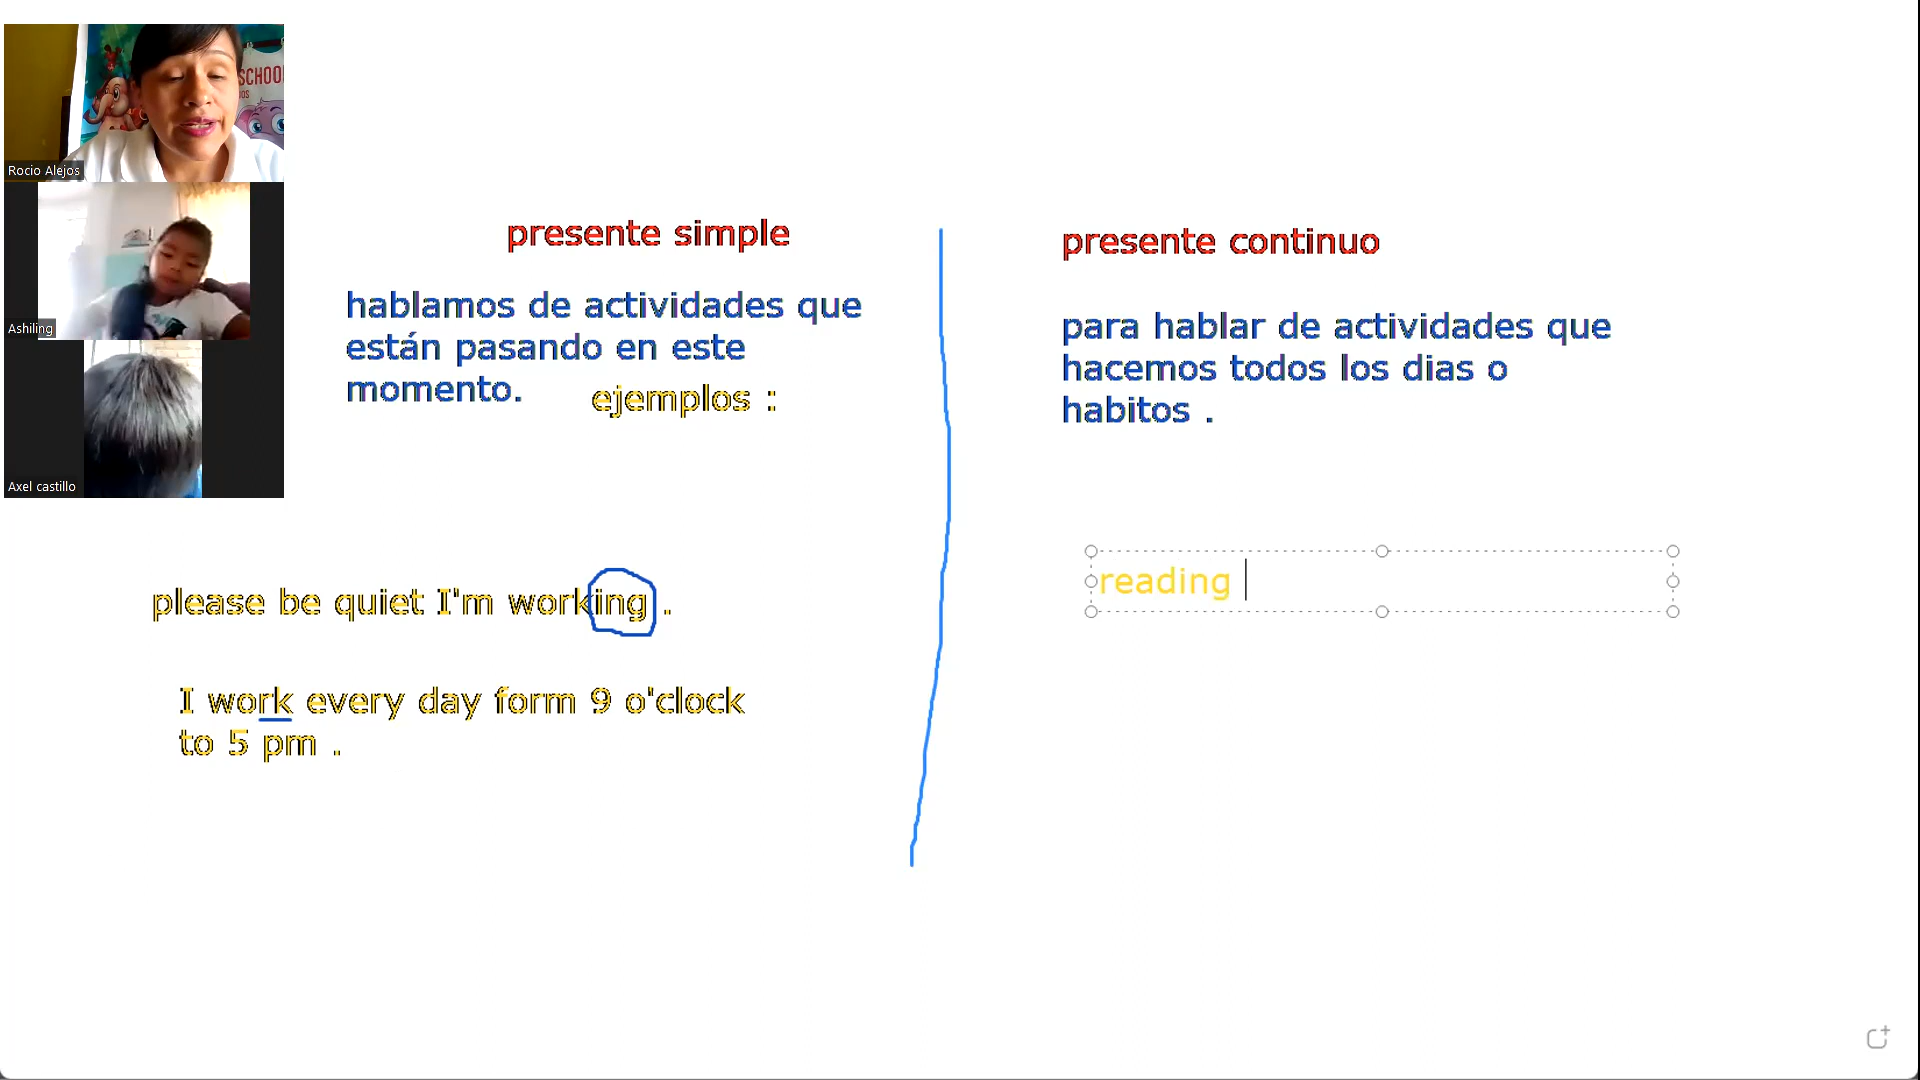 SCHOOL
Rocio Alejos
Ashiling
Axel castillo
presente simple
hablamos de actividades que
están pasando en este
momento.
ejemplos :
please be quiet I'm working .
I work every day form 9 o'clock
to 5 pm .
presente continuo
para hablar de actividades que
hacemos todos los dias o
habitos .
reading